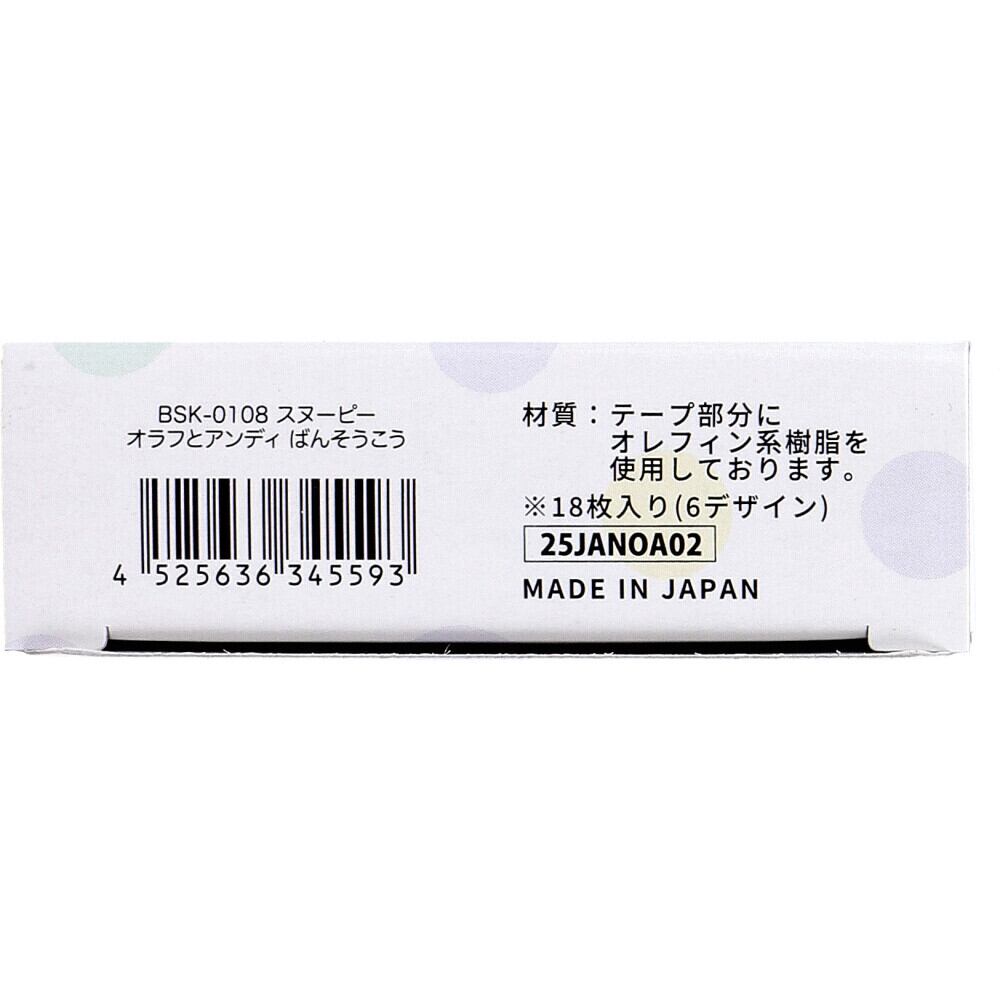 BSK-0108 スヌーピー
オラフとアンディ ばんそうこう
4 525636 345593
材質：テープ部分に
オレフィン系樹脂を
使用しております。
※18枚入り(6デザイン)
25JANOA02
MADE IN JAPAN